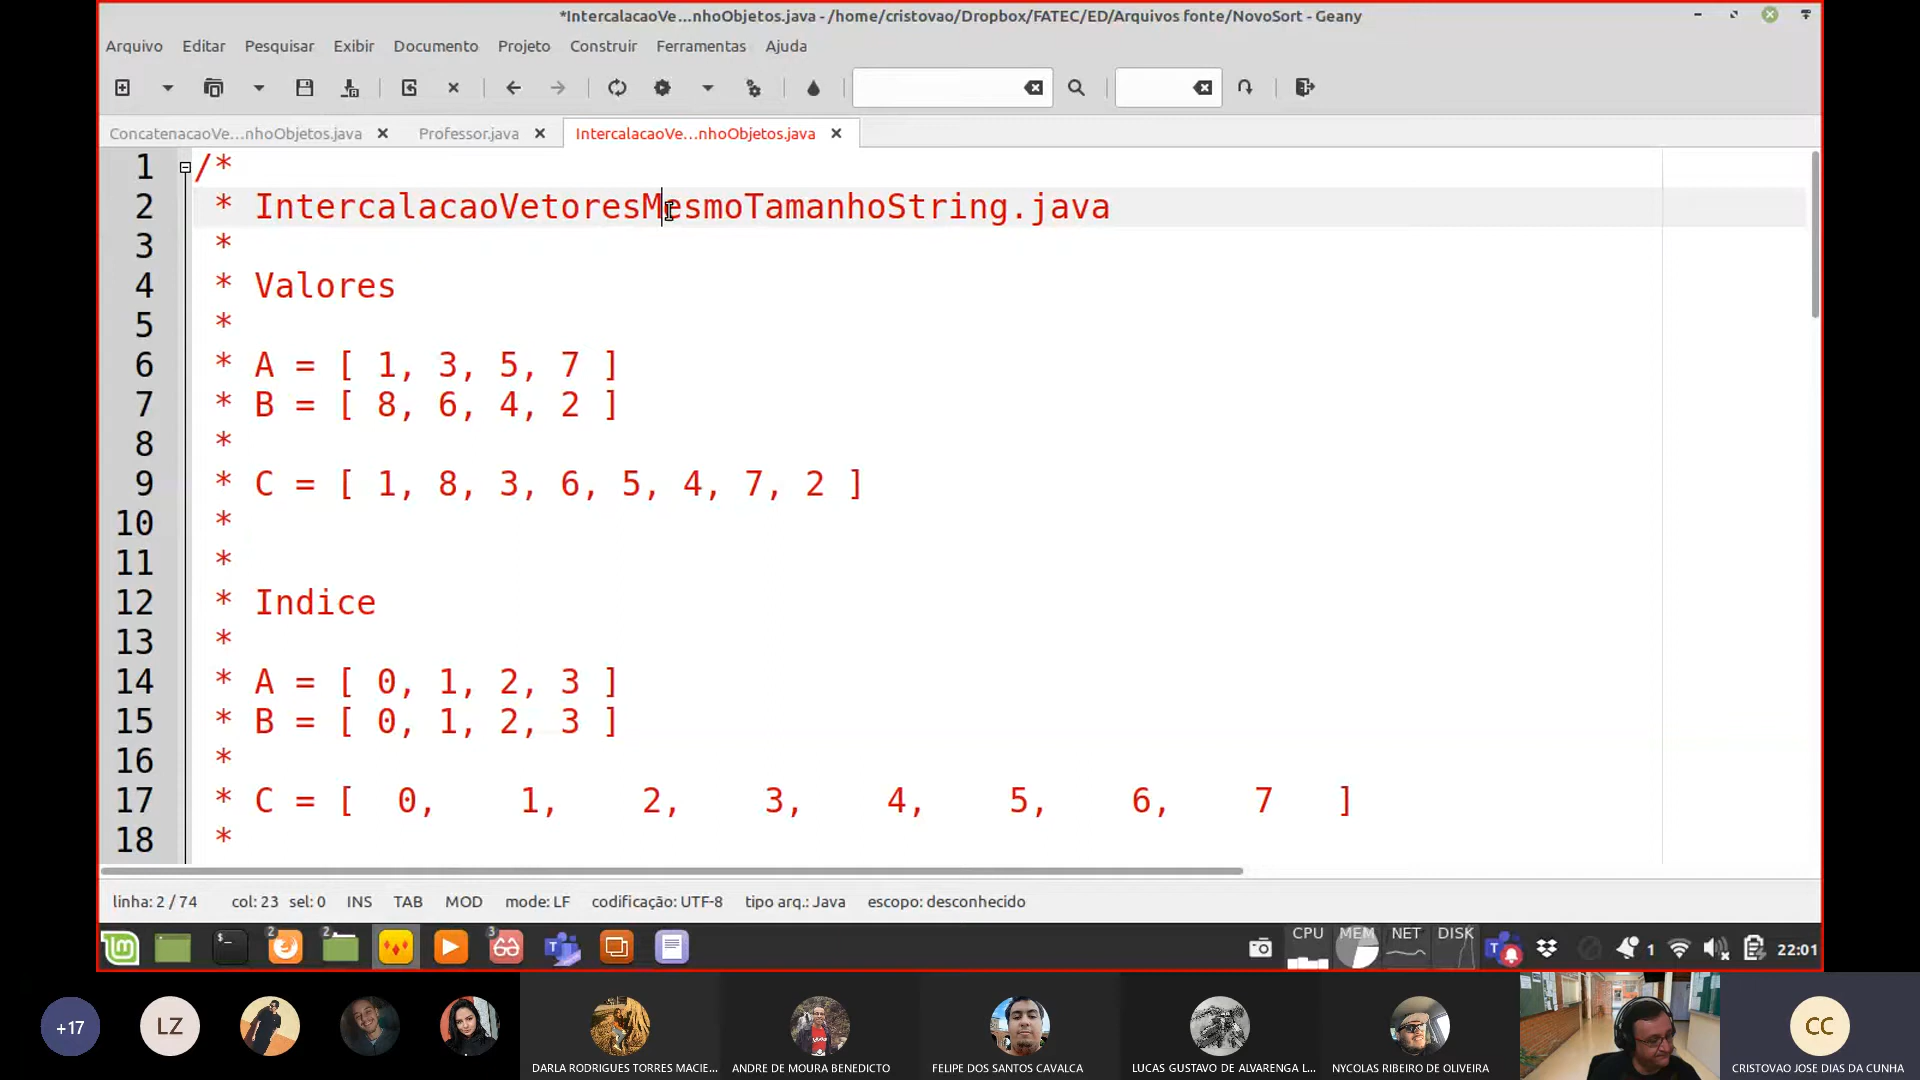 *IntercalacaoVe...nhoObjetos.java - /home/cristovao/Dropbox/FATEC/ED/Arquivos fonte/NovoSort - Geany
Arquivo Editar Pesquisar Exibir Documento Projeto Construir Ferramentas Ajuda
ConcatenacaoVe...nhoObjetos.java Professor.java IntercalacaoVe...nhoObjetos.java
1 /*
2 * IntercalacaoVetoresMesmoTamanhoString.java
3 *
4 * Valores
5 *
6 * A = [ 1, 3, 5, 7 ]
7 * B = [ 8, 6, 4, 2 ]
8 *
9 * C = [ 1, 8, 3, 6, 5, 4, 7, 2 ]
10 *
11 *
12 * Indice
13 *
14 * A = [ 0, 1, 2, 3 ]
15 * B = [ 0, 1, 2, 3 ]
16 *
17 * C = [ 0, 1, 2, 3, 4, 5, 6, 7 ]
18 *
linha: 2 / 74 col: 23 sel: 0 INS TAB MOD mode: LF codificação: UTF-8 tipo arq.: Java escopo: desconhecido
2 2 3 CPU MEM NET DISK 1 22:01
+17 LZ CC
DARLA RODRIGUES TORRES MACIE... ANDRE DE MOURA BENEDICTO FELIPE DOS SANTOS CAVALCA LUCAS GUSTAVO DE ALVARENGA L... NYCOLAS RIBEIRO DE OLIVEIRA CRISTOVAO JOSE DIAS DA CUNHA